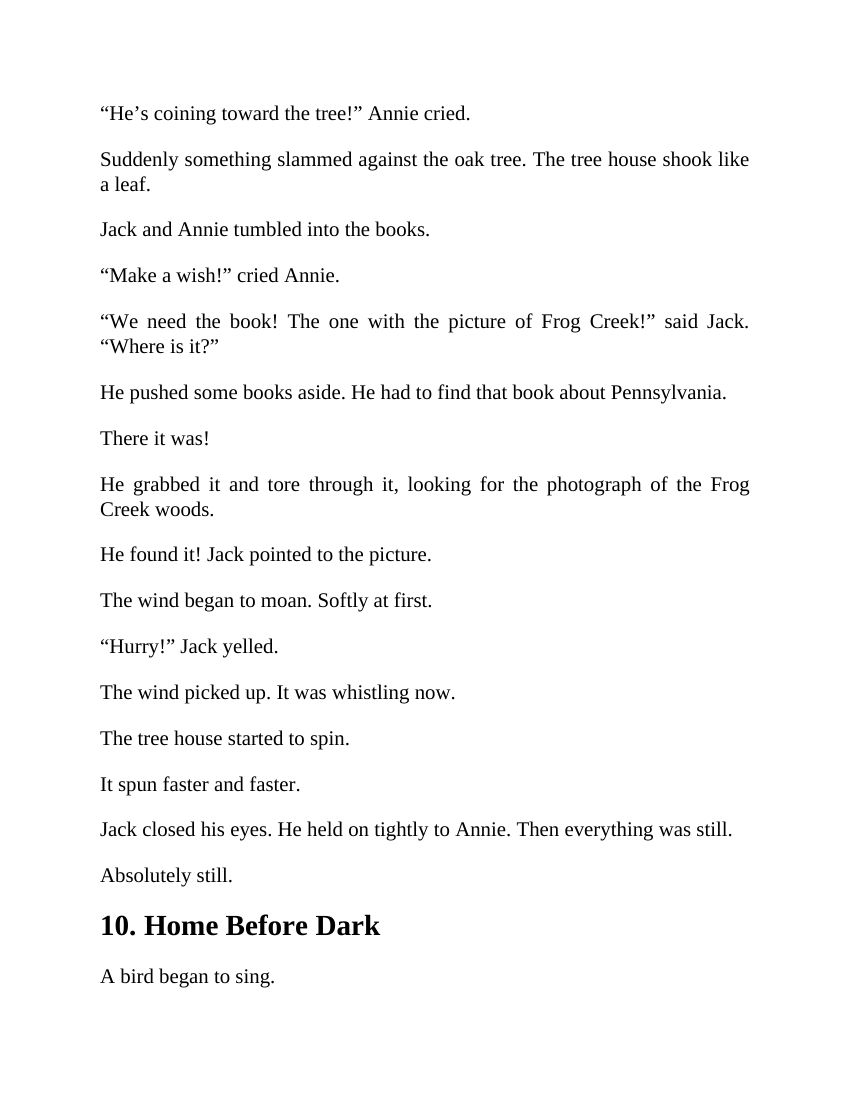 “He’s coining toward the tree!” Annie cried.
Suddenly something slammed against the oak tree. The tree house shook like
a leaf.
Jack and Annie tumbled into the books.
“Make a wish!” cried Annie.
“We need the book! The one with the picture of Frog Creek!” said Jack.
“Where is it?”
He pushed some books aside. He had to find that book about Pennsylvania.
There it was!
He grabbed it and tore through it, looking for the photograph of the Frog
Creek woods.
He found it! Jack pointed to the picture.
The wind began to moan. Softly at first.
“Hurry!” Jack yelled.
The wind picked up. It was whistling now.
The tree house started to spin.
It spun faster and faster.
Jack closed his eyes. He held on tightly to Annie. Then everything was still.
Absolutely still.
10. Home Before Dark
A bird began to sing.